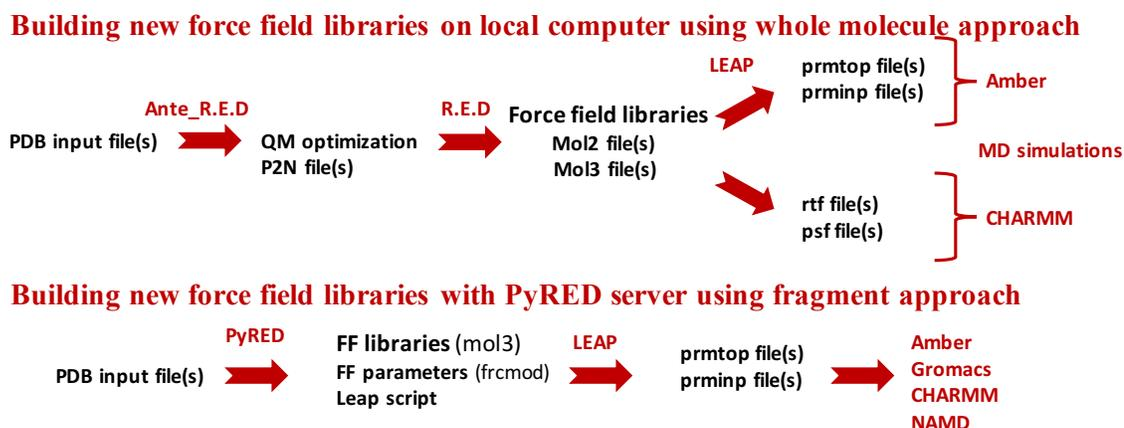 Building new force field libraries on local computer using whole molecule approach
LEAP
prmtop file(s)
prminp file(s)
Amber
Ante_R.E.D
R.E.D
PDB input file(s)
QM optimization
P2N file(s)
Force field libraries
Mol2 file(s)
Mol3 file(s)
MD simulations
rtf file(s)
psf file(s)
CHARMM
Building new force field libraries with PyRED server using fragment approach
PyRED
LEAP
PDB input file(s)
FF libraries (mol3)
FF parameters (frcmod)
Leap script
prmtop file(s)
prminp file(s)
Amber
Gromacs
CHARMM
NAMD